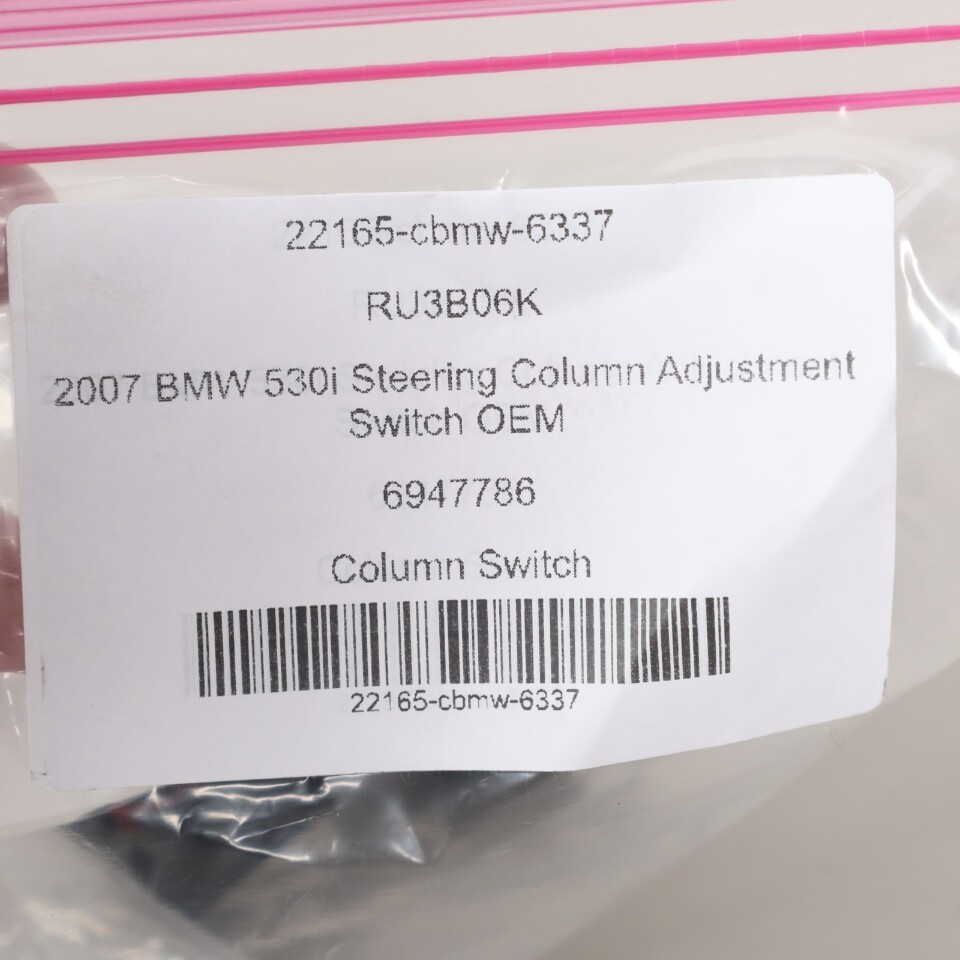 22165-cbmw-6337
RU3B06K
2007 BMW 530i Steering Column Adjustment
Switch OEM
6947786
Column Switch
22165-cbmw-6337